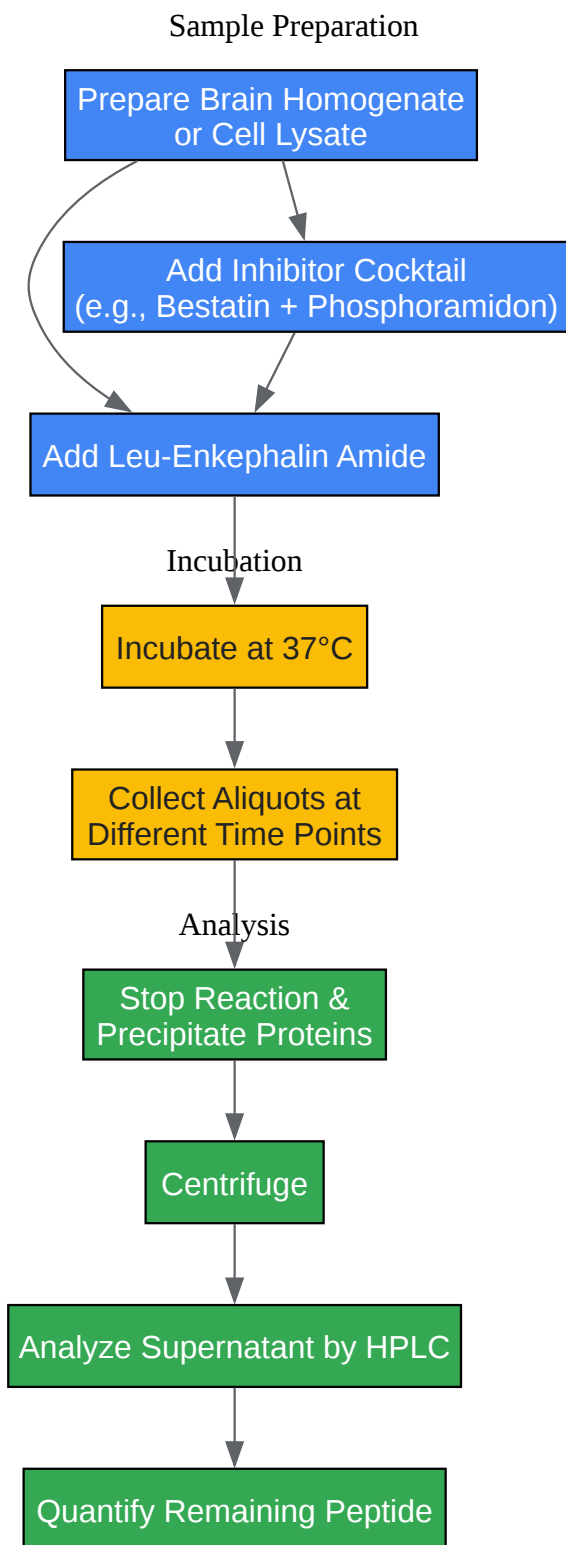 Sample Preparation
Prepare Brain Homogenate
or Cell Lysate
Add Inhibitor Cocktail
(e.g., Bestatin + Phosphoramidon)
Add Leu-Enkephalin Amide
Incubation
Incubate at 37°C
Collect Aliquots at
Different Time Points
Analysis
Stop Reaction &
Precipitate Proteins
Centrifuge
Analyze Supernatant by HPLC
Quantify Remaining Peptide